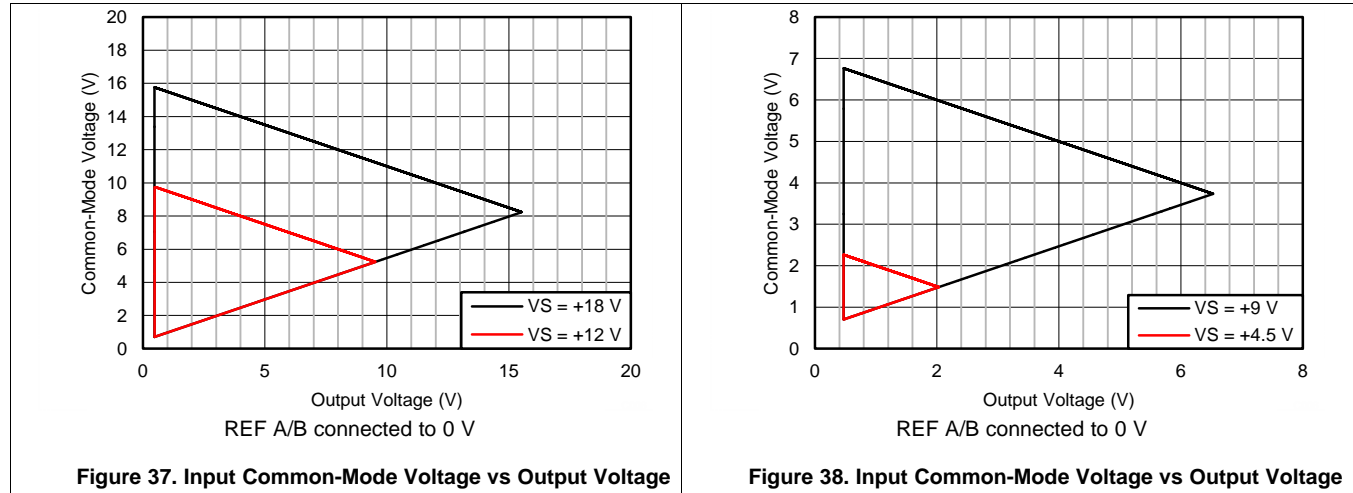 20
18
16
14
12
10
8
6
4
2
0
0 5 10 15 20
Common-Mode Voltage (V)
Output Voltage (V)
VS = +18 V
VS = +12 V
REF A/B connected to 0 V
Figure 37. Input Common-Mode Voltage vs Output Voltage
8
7
6
5
4
3
2
1
0
0 2 4 6 8
Common-Mode Voltage (V)
Output Voltage (V)
VS = +9 V
VS = +4.5 V
REF A/B connected to 0 V
Figure 38. Input Common-Mode Voltage vs Output Voltage